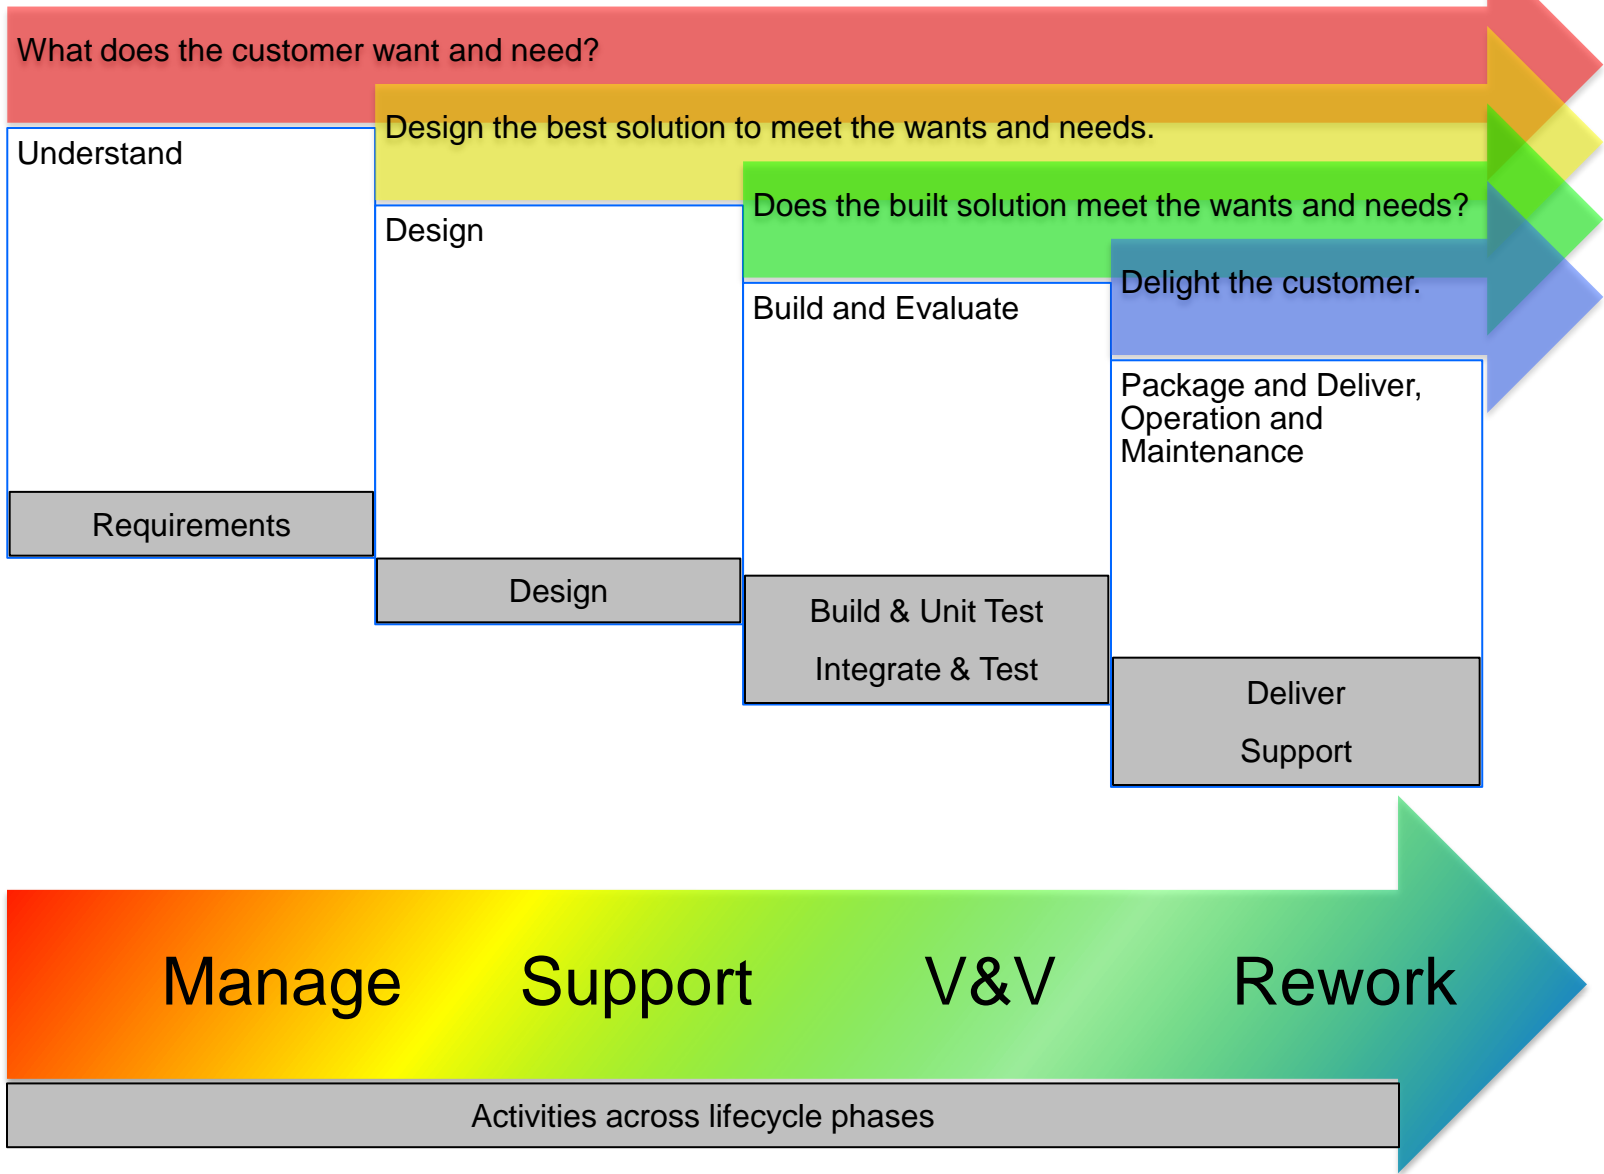 What does the customer want and need?
Design the best solution to meet the wants and needs.
Understand
Does the built solution meet the wants and needs?
Design
Delight the customer.
Build and Evaluate
Package and Deliver,
Operation and
Maintenance
Requirements
Design
Build & Unit Test
Integrate & Test
Deliver
Support
Manage Support V&V Rework
Activities across lifecycle phases